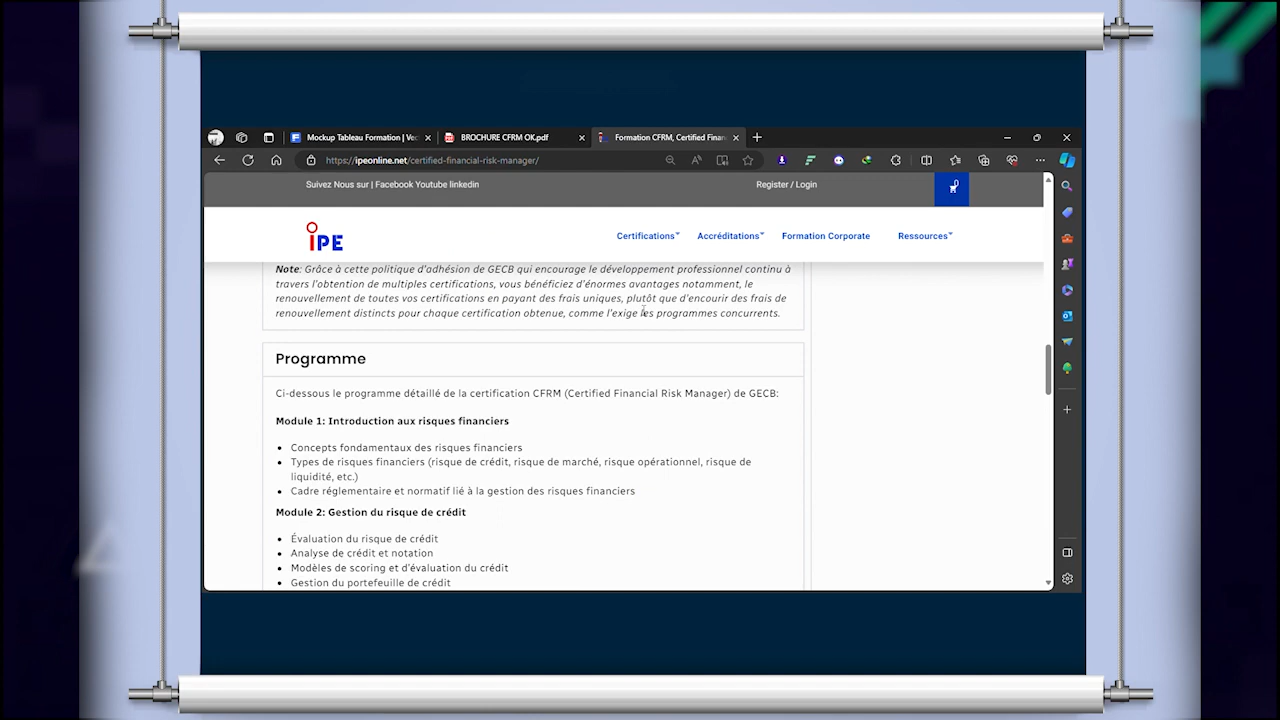 Mockup Tableau Formation | Vec
BROCHURE CFRM OK.pdf
Formation CFRM, Certified Finan
https://ipeonline.net/certified-financial-risk-manager/
Suivez Nous sur | Facebook Youtube linkedin
Register / Login
0
iPE
Certifications
Accréditations
Formation Corporate
Ressources
Note: Grâce à cette politique d'adhésion de GECB qui encourage le développement professionnel continu à
travers l'obtention de multiples certifications, vous bénéficiez d'énormes avantages notamment, le
renouvellement de toutes vos certifications en payant des frais uniques, plutôt que d'encourir des frais de
renouvellement distincts pour chaque certification obtenue, comme l'exige les programmes concurrents.
Programme
Ci-dessous le programme détaillé de la certification CFRM (Certified Financial Risk Manager) de GECB:
Module 1: Introduction aux risques financiers
• Concepts fondamentaux des risques financiers
• Types de risques financiers (risque de crédit, risque de marché, risque opérationnel, risque de
liquidité, etc.)
• Cadre réglementaire et normatif lié à la gestion des risques financiers
Module 2: Gestion du risque de crédit
• Évaluation du risque de crédit
• Analyse de crédit et notation
• Modèles de scoring et d'évaluation du crédit
• Gestion du portefeuille de crédit